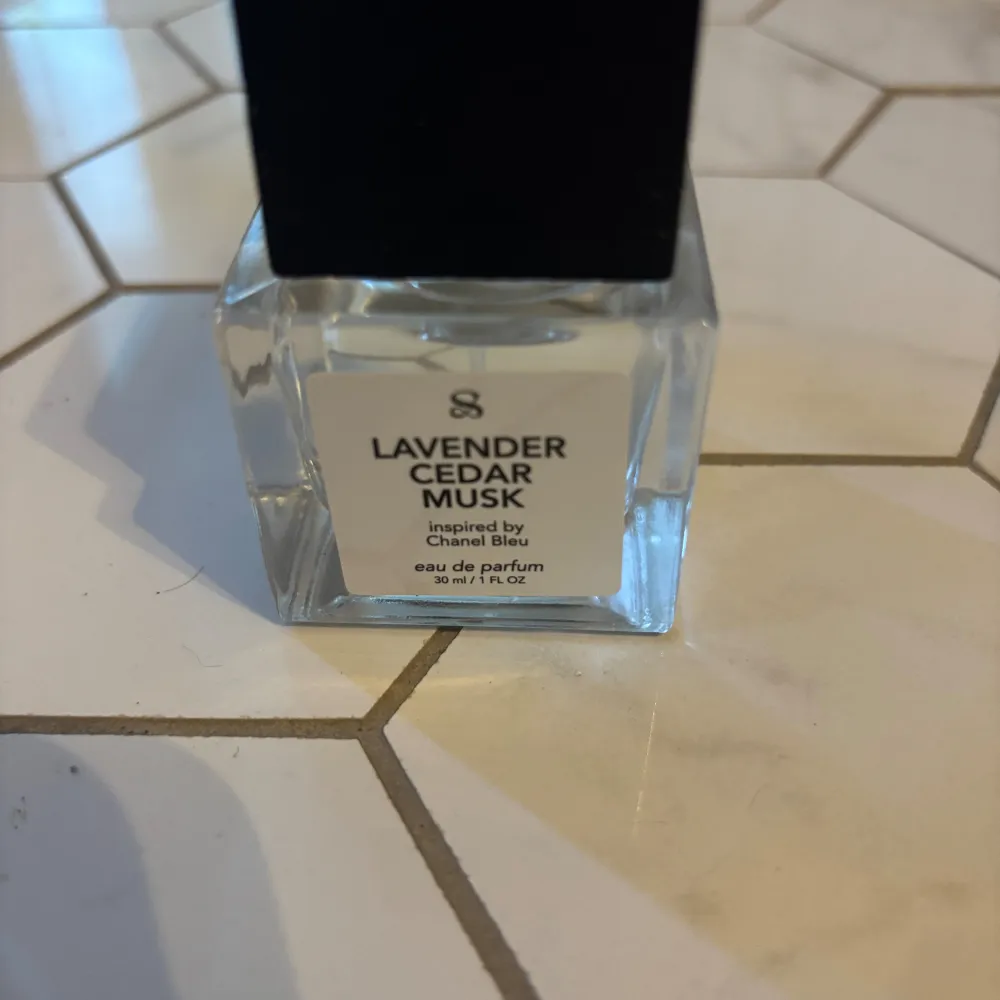 S
LAVENDER
CEDAR
MUSK
inspired by
Chanel Bleu
eau de parfum
30 ml / 1 FL OZ